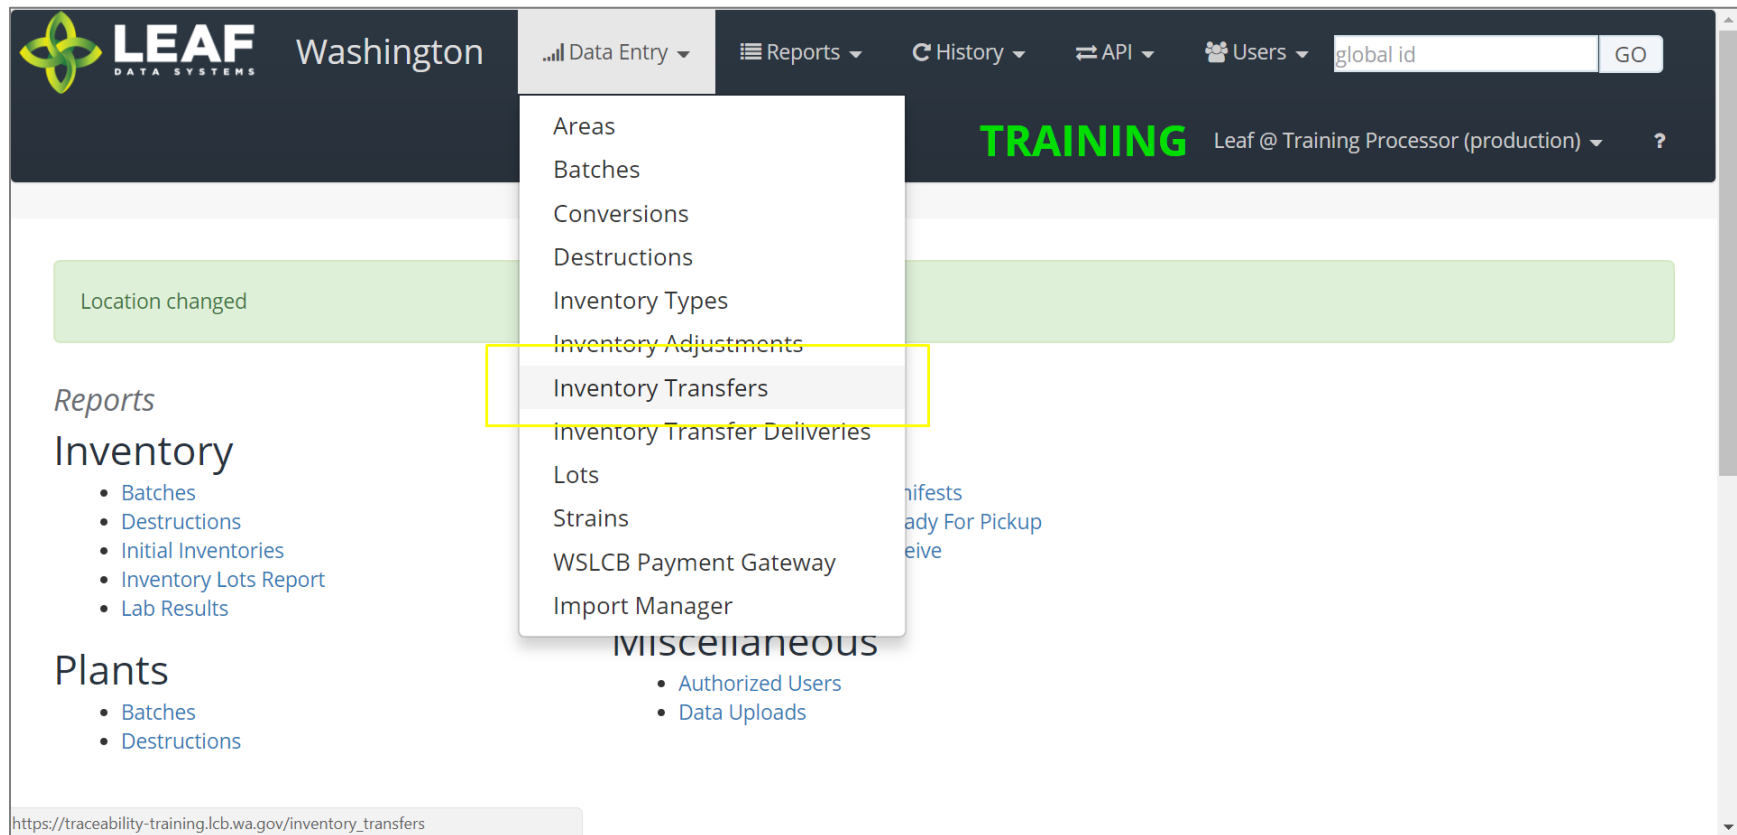 LEAF
DATA SYSTEMS
Washington
Data Entry
Reports
History
API
Users
global id
GO
TRAINING
Leaf @ Training Processor (production)
?
Areas
Batches
Conversions
Destructions
Inventory Types
Inventory Adjustments
Inventory Transfers
Inventory Transfer Deliveries
Lots
Strains
WSLCB Payment Gateway
Import Manager
Location changed
Reports
Inventory
Batches
Destructions
Initial Inventories
Inventory Lots Report
Lab Results
Plants
Batches
Destructions
nifests
ady For Pickup
eive
Miscellaneous
Authorized Users
Data Uploads
https://traceability-training.lcb.wa.gov/inventory_transfers